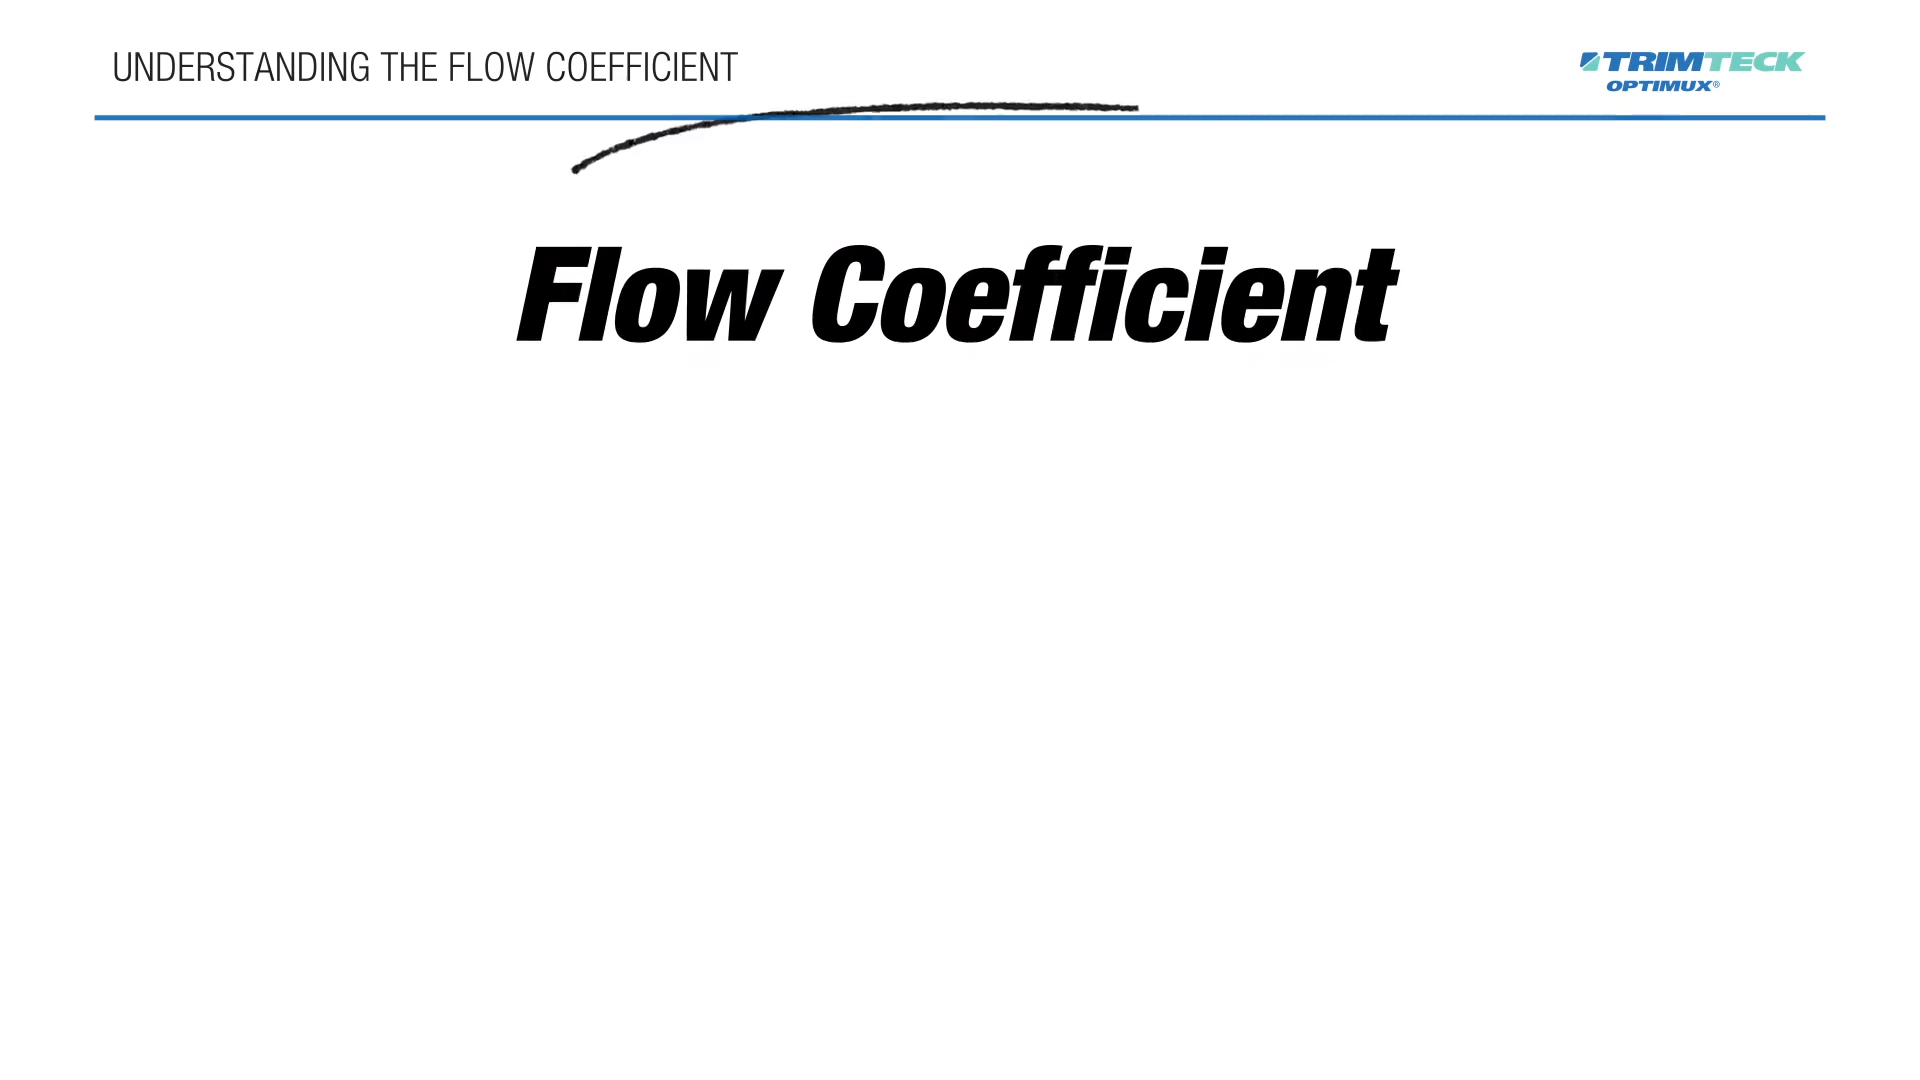 UNDERSTANDING THE FLOW COEFFICIENT
TRIMTECK
OPTIMUX®
Flow Coefficient